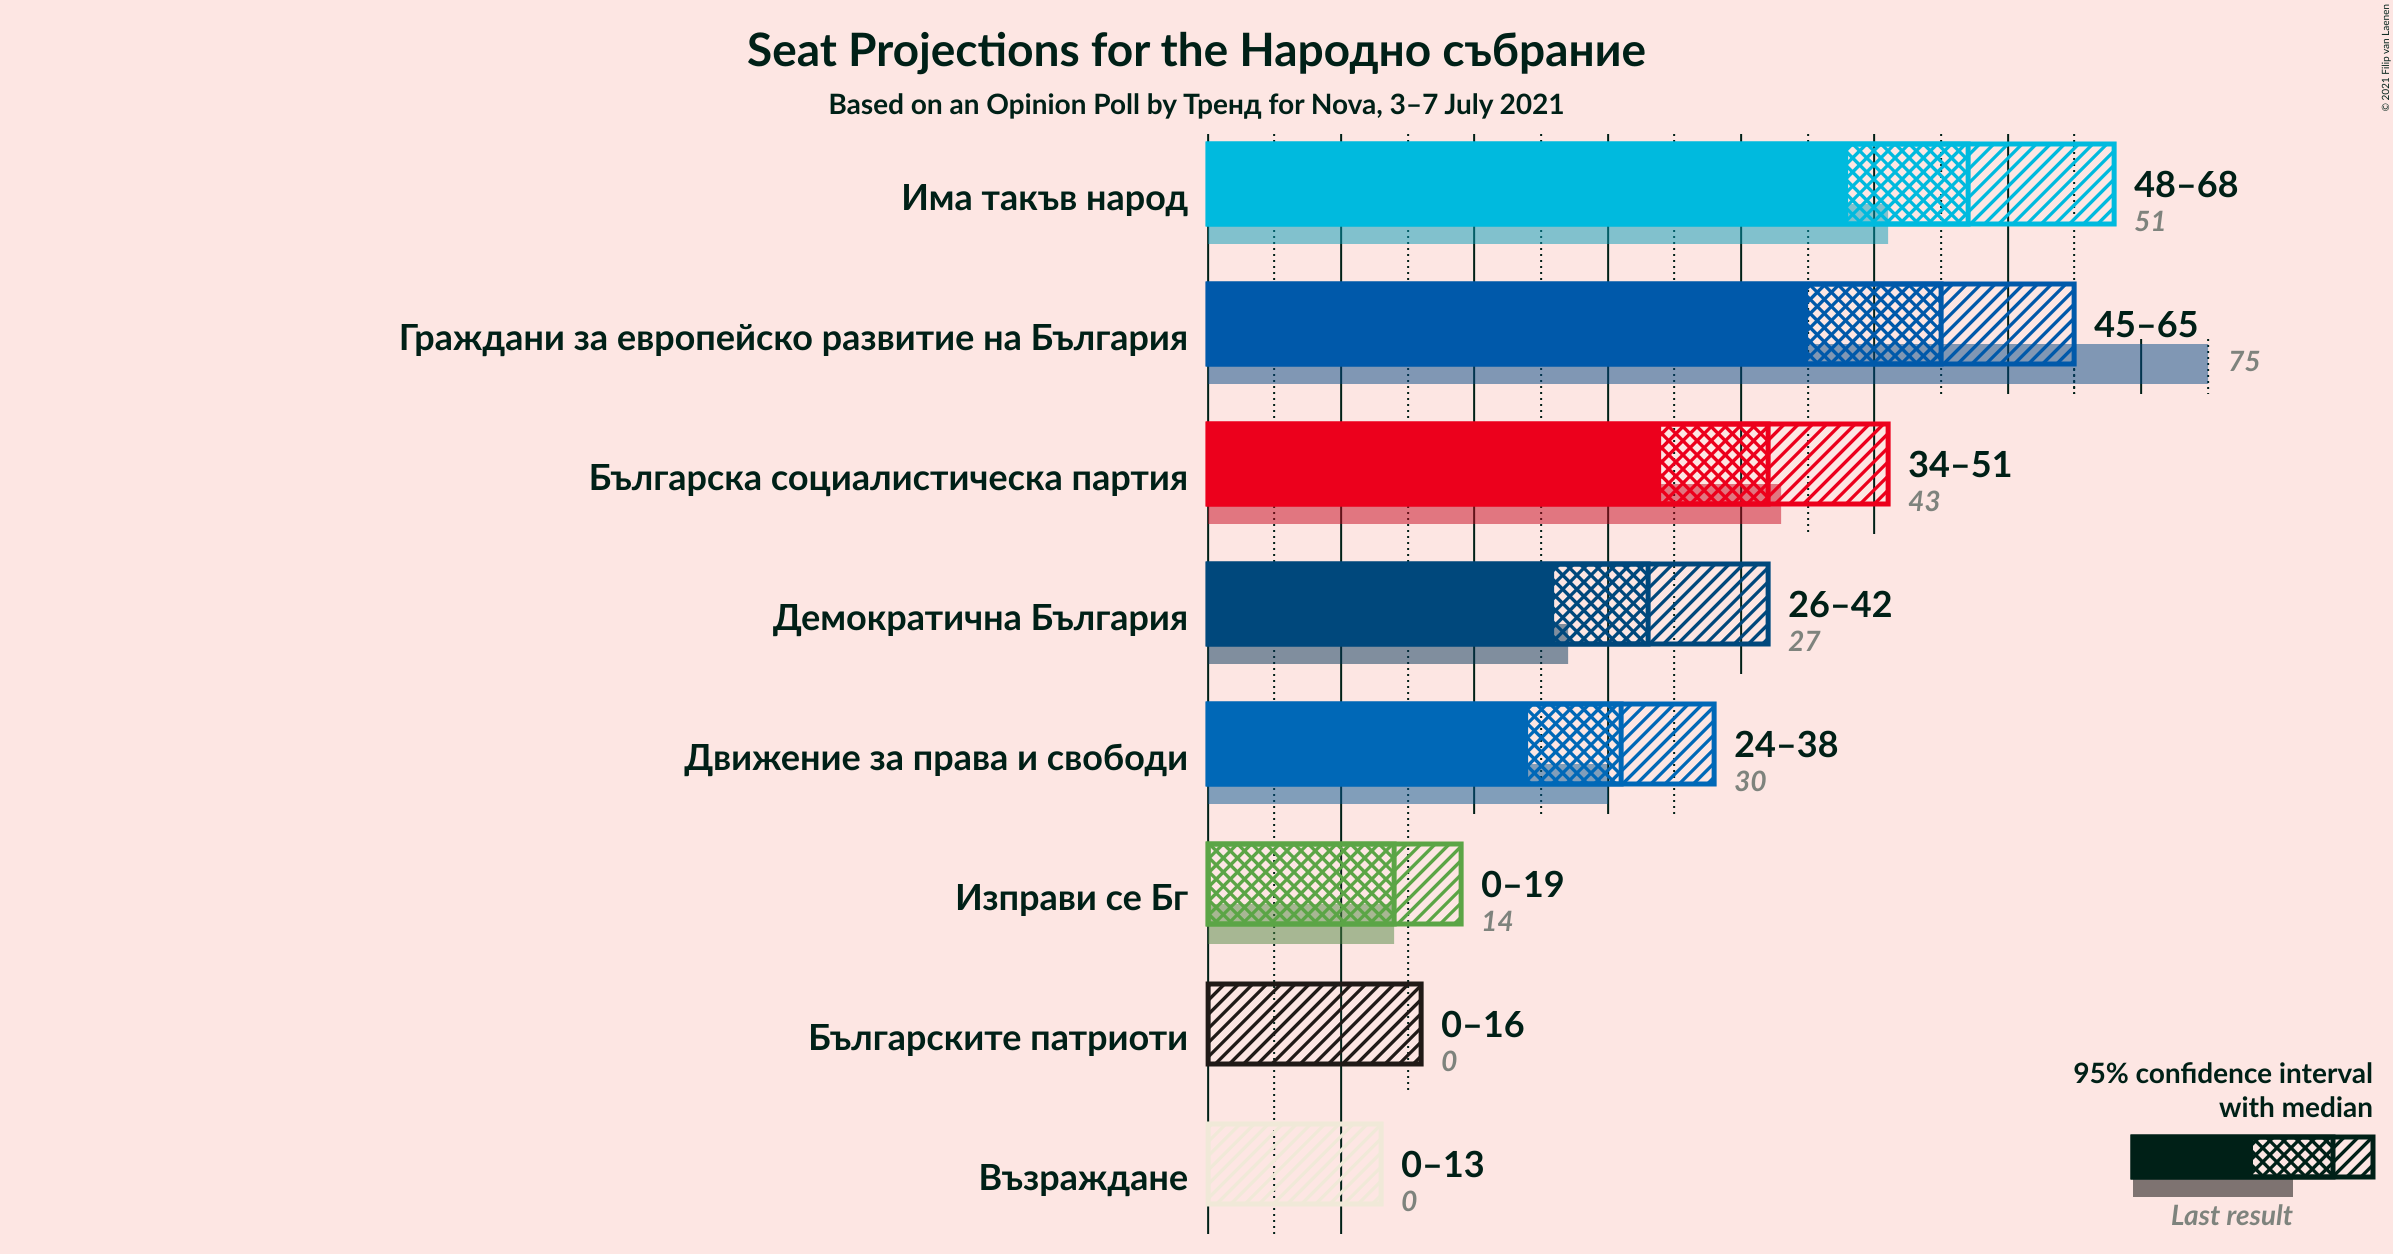 Seat Projections for the Народно събрание
Based on an Opinion Poll by Тренд for Nova, 3–7 July 2021
© 2021 Filip van Laenen
Има такъв народ
48–68
51
Граждани за европейско развитие на България
45–65
75
Българска социалистическа партия
34–51
43
Демократична България
26–42
27
Движение за права и свободи
24–38
30
Изправи се Бг
0–19
14
Българските патриоти
0–16
0
Възраждане
0–13
0
95% confidence interval
with median
Last result